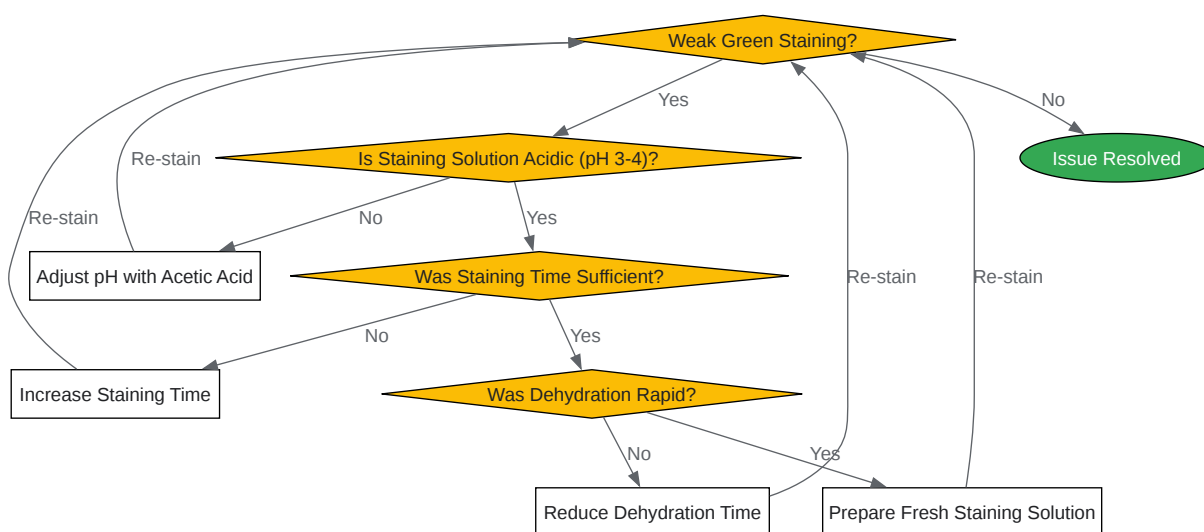 Weak Green Staining?
Yes
No
Is Staining Solution Acidic (pH 3-4)?
Re-stain
Issue Resolved
Re-stain
No
Yes
Adjust pH with Acetic Acid
Was Staining Time Sufficient?
Re-stain
Re-stain
No
Yes
Increase Staining Time
Was Dehydration Rapid?
No
Yes
Reduce Dehydration Time
Prepare Fresh Staining Solution